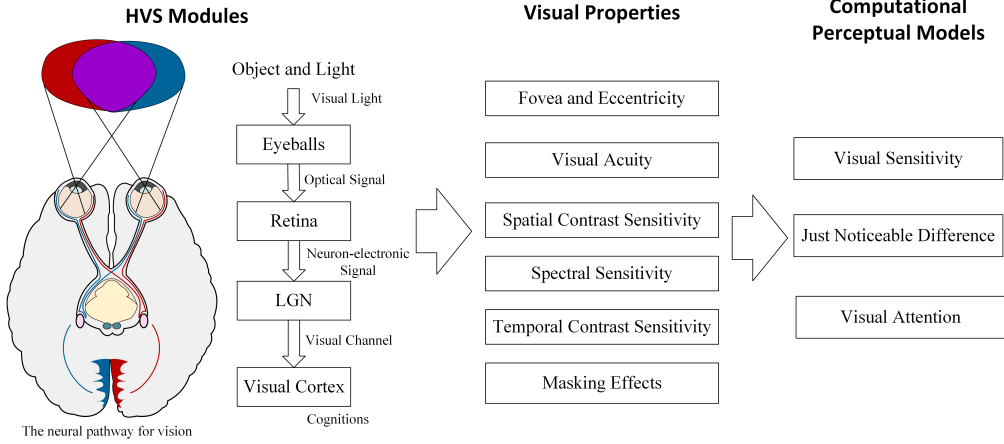 HVS Modules
Object and Light
Visual Light
Eyeballs
Optical Signal
Retina
Neuron-electronic
Signal
LGN
Visual Channel
Visual Cortex
Cognitions
The neural pathway for vision
Visual Properties
Fovea and Eccentricity
Visual Acuity
Spatial Contrast Sensitivity
Spectral Sensitivity
Temporal Contrast Sensitivity
Masking Effects
Computational
Perceptual Models
Visual Sensitivity
Just Noticeable Difference
Visual Attention